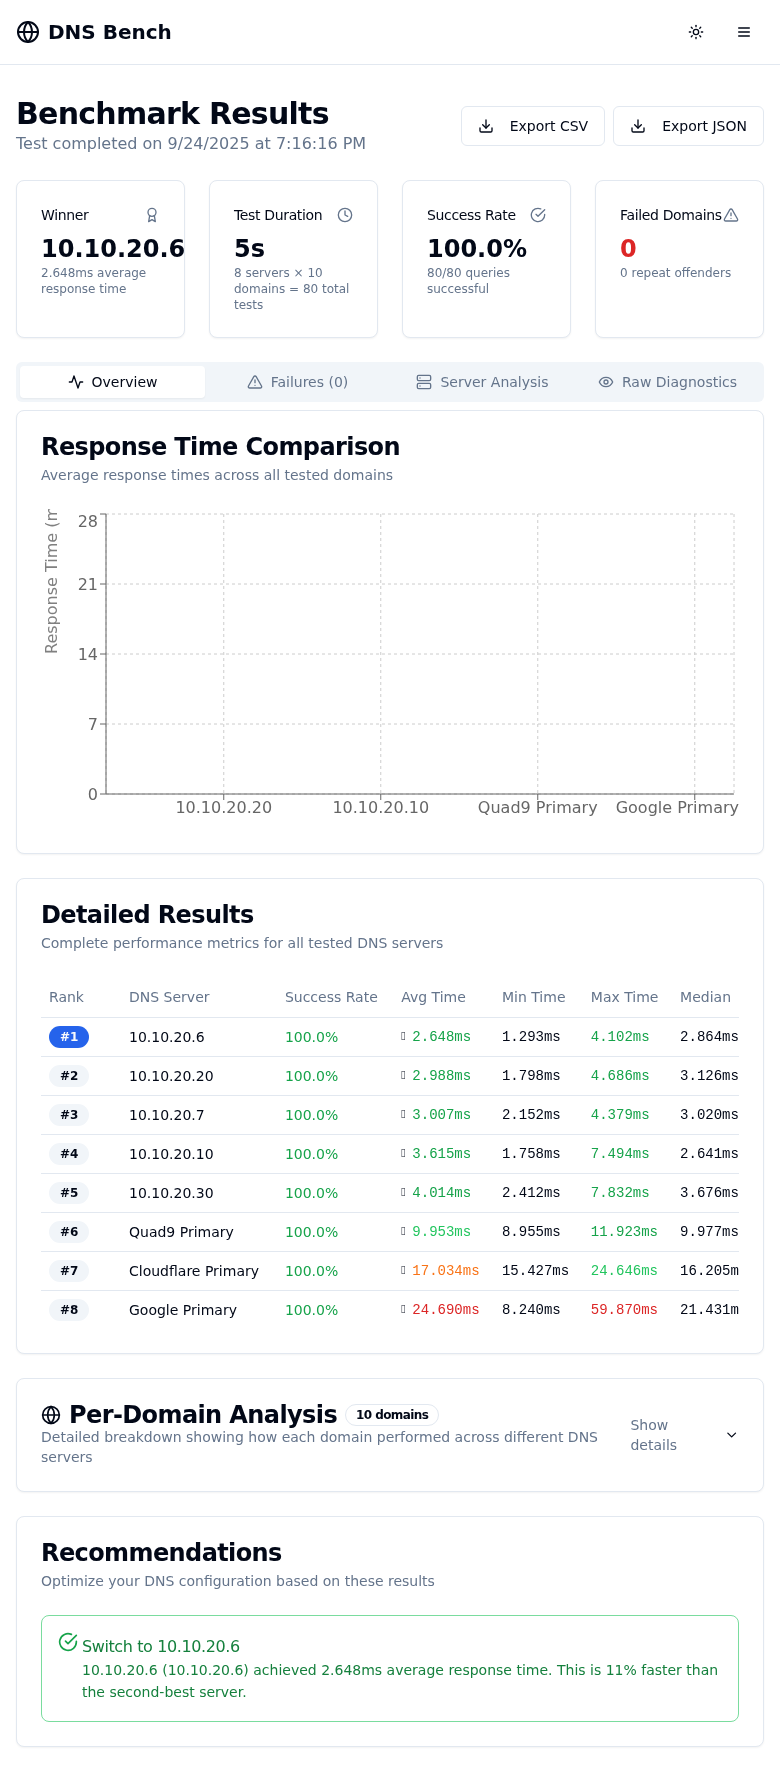 DNS Bench
Benchmark Results
Test completed on 9/24/2025 at 7:16:16 PM
Export CSV
Export JSON
Winner
10.10.20.6
2.648ms average
response time
Test Duration
5s
8 servers × 10
domains = 80 total
tests
Success Rate
100.0%
80/80 queries
successful
Failed Domains
0
0 repeat offenders
Overview
Failures (0)
Server Analysis
Raw Diagnostics
Response Time Comparison
Average response times across all tested domains
Response Time (m
28
21
14
7
0
10.10.20.20 10.10.20.10 Quad9 Primary Google Primary
Detailed Results
Complete performance metrics for all tested DNS servers
Rank DNS Server Success Rate Avg Time Min Time Max Time Median
#1 10.10.20.6 100.0% 2.648ms 1.293ms 4.102ms 2.864ms
#2 10.10.20.20 100.0% 2.988ms 1.798ms 4.686ms 3.126ms
#3 10.10.20.7 100.0% 3.007ms 2.152ms 4.379ms 3.020ms
#4 10.10.20.10 100.0% 3.615ms 1.758ms 7.494ms 2.641ms
#5 10.10.20.30 100.0% 4.014ms 2.412ms 7.832ms 3.676ms
#6 Quad9 Primary 100.0% 9.953ms 8.955ms 11.923ms 9.977ms
#7 Cloudflare Primary 100.0% 17.034ms 15.427ms 24.646ms 16.205m
#8 Google Primary 100.0% 24.690ms 8.240ms 59.870ms 21.431m
Per-Domain Analysis 10 domains
Detailed breakdown showing how each domain performed across different DNS
servers
Show
details
Recommendations
Optimize your DNS configuration based on these results
Switch to 10.10.20.6
10.10.20.6 (10.10.20.6) achieved 2.648ms average response time. This is 11% faster than
the second-best server.